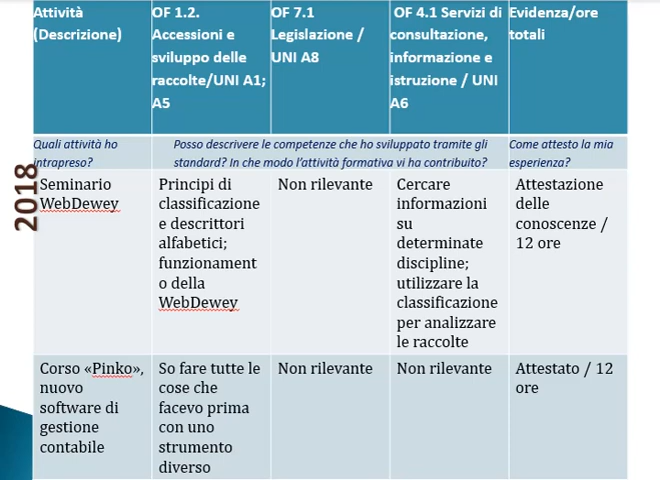 Attività
(Descrizione)
OF 1.2.
Accessioni e
sviluppo delle
raccolte/UNI A1;
A5
OF 7.1
Legislazione /
UNI A8
OF 4.1 Servizi di
consultazione,
informazione e
istruzione / UNI
A6
Evidenza/ore
totali
Quali attività ho
intrapreso?
Posso descrivere le competenze che ho sviluppato tramite gli
standard? In che modo l'attività formativa vi ha contribuito?
Come attesto la mia
esperienza?
2018
Seminario
WebDewey
Principi di
classificazione
e descrittori
alfabetici;
funzionament
o della
WebDewey
Non rilevante
Cercare
informazioni
su
determinate
discipline;
utilizzare la
classificazione
per analizzare
le raccolte
Attestazione
delle
conoscenze /
12 ore
Corso «Pinko»,
nuovo
software di
gestione
contabile
So fare tutte le
cose che
facevo prima
con uno
strumento
diverso
Non rilevante
Non rilevante
Attestato / 12
ore